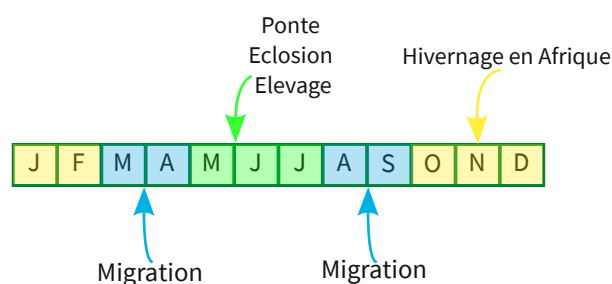 Ponte
Eclosion
Elevage
Hivernage en Afrique
J F M A M J J A S O N D
Migration
Migration